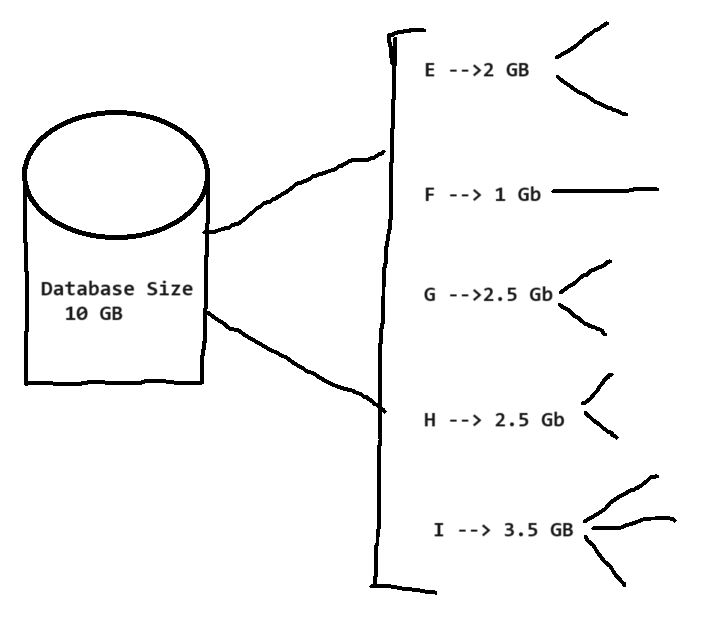 E -->2 GB
F --> 1 Gb
Database Size
10 GB
G -->2.5 Gb
H --> 2.5 Gb
I --> 3.5 GB